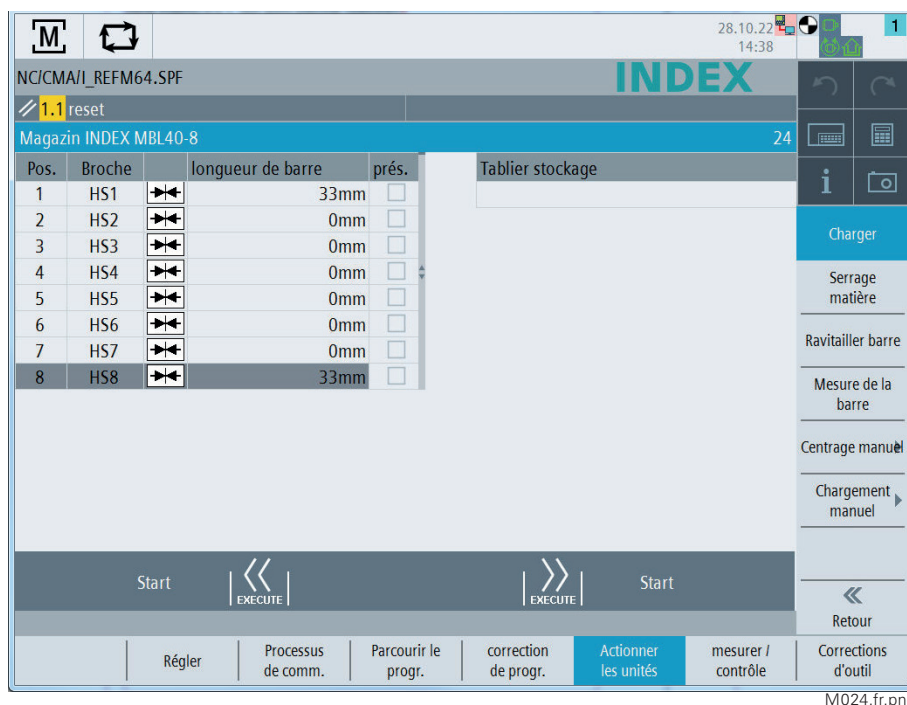 M
28.10.22
14:38
1
NC/CMA/I_REFM64.SPF
INDEX
1.1 reset
Magazin INDEX MBL40-8 24
Pos. Broche longueur de barre prés. Tablier stockage
1 HS1 33mm
2 HS2 0mm
3 HS3 0mm
4 HS4 0mm
5 HS5 0mm
6 HS6 0mm
7 HS7 0mm
8 HS8 33mm
i
Charger
Serrage
matière
Ravitailler barre
Mesure de la
barre
Centrage manuel
Chargement
manuel
Start EXECUTE EXECUTE Start
Retour
Régler
Processus
de comm.
Parcourir le
progr.
correction
de progr.
Actionner
les unités
mesurer /
contrôle
Corrections
d'outil
M024.fr.pn